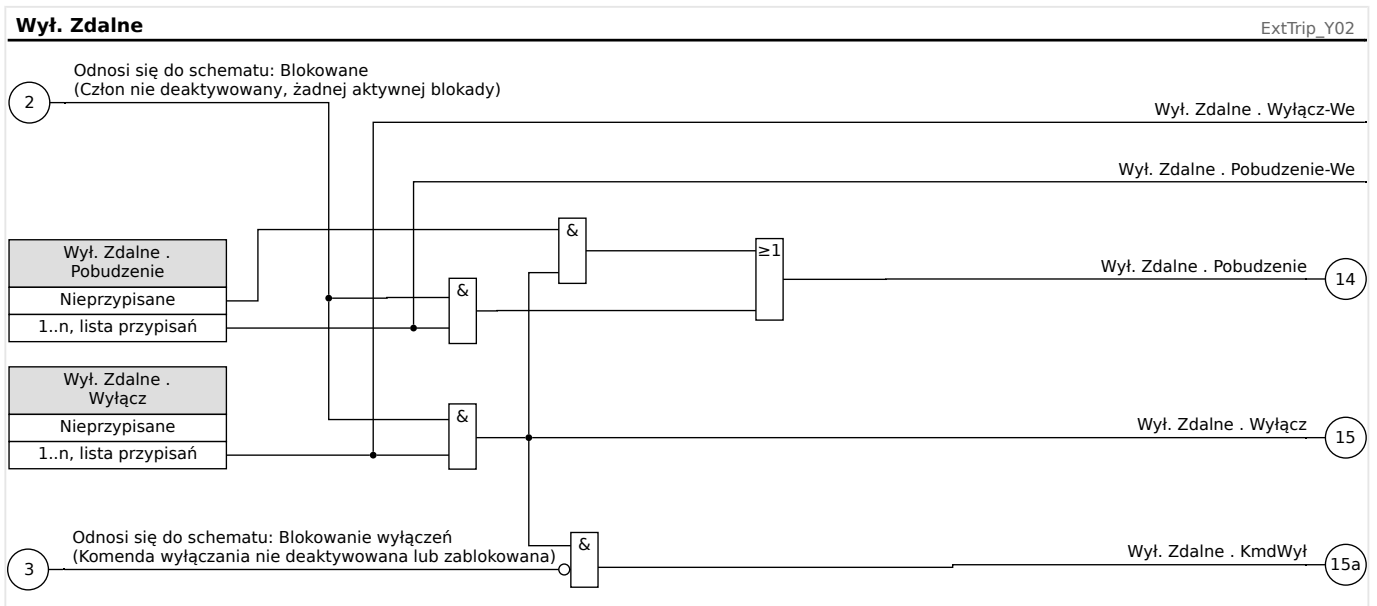 Wył. Zdalne
ExtTrip_Y02
Odnosi się do schematu: Blokowane
(Człon nie deaktywowany, żadnej aktywnej blokady)
2
Wył. Zdalne . Wyłącz-We
Wył. Zdalne . Pobudzenie-We
&
Wył. Zdalne .
Pobudzenie
Nieprzypisane
1..n, lista przypisań
&
≥1
Wył. Zdalne . Pobudzenie
14
Wył. Zdalne .
Wyłącz
Nieprzypisane
1..n, lista przypisań
&
Wył. Zdalne . Wyłącz
15
Odnosi się do schematu: Blokowanie wyłączeń
(Komenda wyłączania nie deaktywowana lub zablokowana)
3
&
Wył. Zdalne . KmdWył
15a